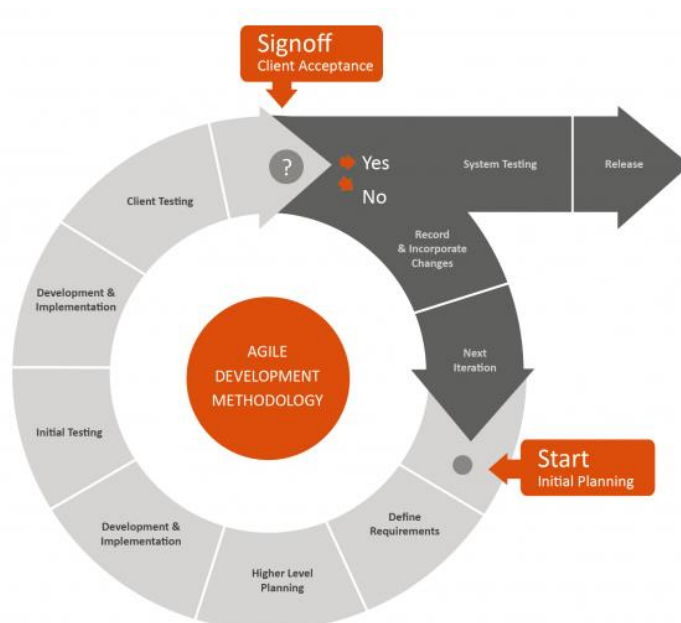 Signoff
Client Acceptance
?
Yes
No
System Testing
Release
Client Testing
Record
& Incorporate
Changes
Development &
Implementation
AGILE
DEVELOPMENT
METHODOLOGY
Next
Iteration
Initial Testing
Start
Initial Planning
Define
Requirements
Development &
Implementation
Higher Level
Planning